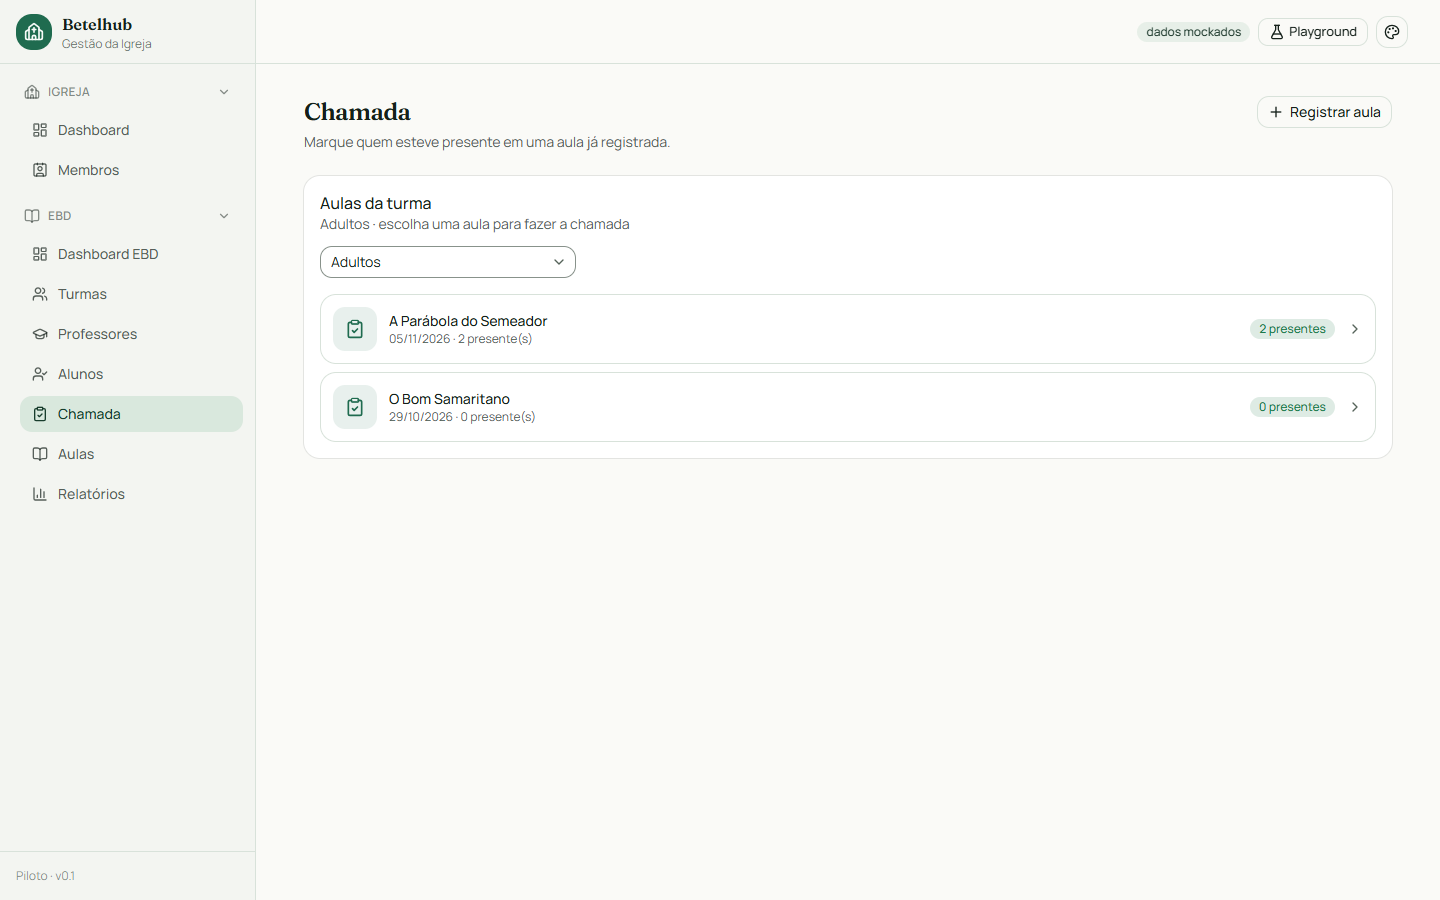 Betelhub
Gestão da Igreja
IGREJA
Dashboard
Membros
EBD
Dashboard EBD
Turmas
Professores
Alunos
Chamada
Aulas
Relatórios
Piloto · v0.1
dados mockados
Playground
Chamada
Marque quem esteve presente em uma aula já registrada.
Registrar aula
Aulas da turma
Adultos · escolha uma aula para fazer a chamada
Adultos
A Parábola do Semeador
05/11/2026 · 2 presente(s)
2 presentes
O Bom Samaritano
29/10/2026 · 0 presente(s)
0 presentes